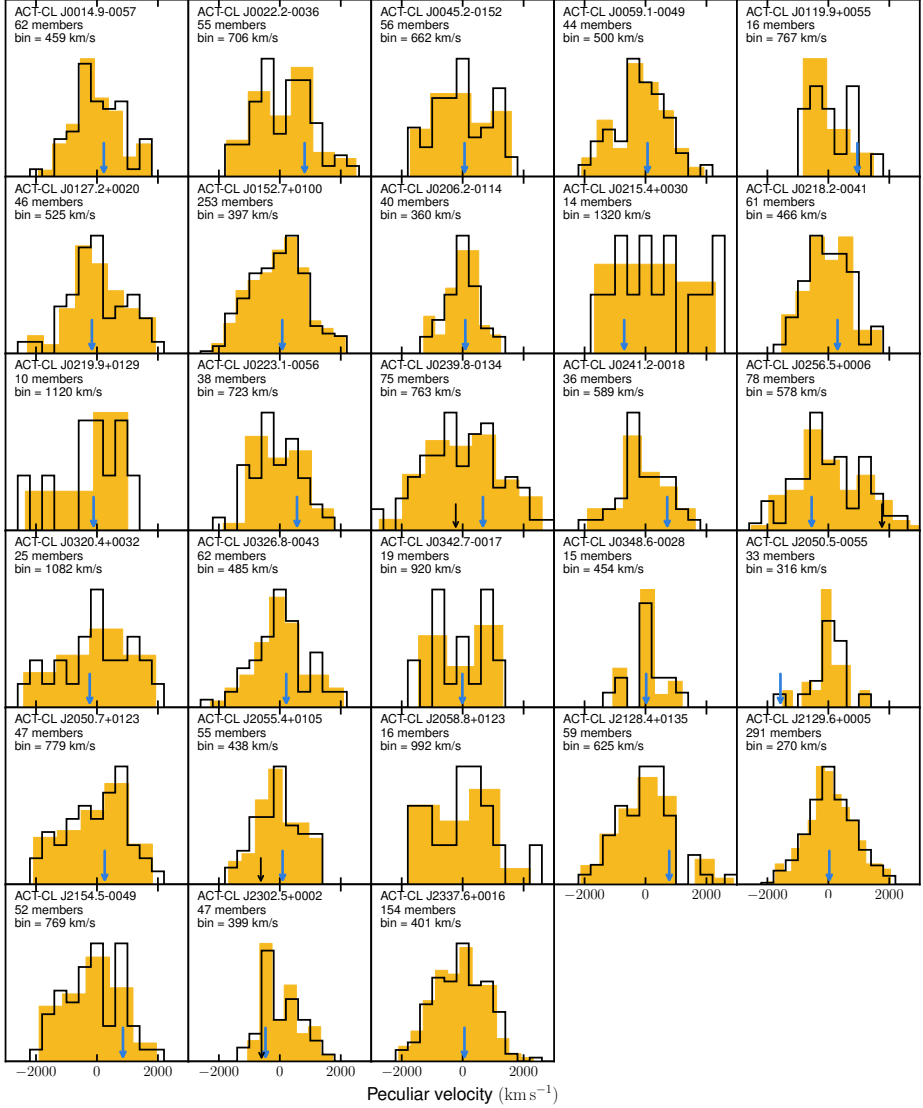 ACT-CL J0014.9-0057
62 members
bin = 459 km/s
ACT-CL J0022.2-0036
55 members
bin = 706 km/s
ACT-CL J0045.2-0152
56 members
bin = 662 km/s
ACT-CL J0059.1-0049
44 members
bin = 500 km/s
ACT-CL J0119.9+0055
16 members
bin = 767 km/s
ACT-CL J0127.2+0020
46 members
bin = 525 km/s
ACT-CL J0152.7+0100
253 members
bin = 397 km/s
ACT-CL J0206.2-0114
40 members
bin = 360 km/s
ACT-CL J0215.4+0030
14 members
bin = 1320 km/s
ACT-CL J0218.2-0041
61 members
bin = 466 km/s
ACT-CL J0219.9+0129
10 members
bin = 1120 km/s
ACT-CL J0223.1-0056
38 members
bin = 723 km/s
ACT-CL J0239.8-0134
75 members
bin = 763 km/s
ACT-CL J0241.2-0018
36 members
bin = 589 km/s
ACT-CL J0256.5+0006
78 members
bin = 578 km/s
ACT-CL J0320.4+0032
25 members
bin = 1082 km/s
ACT-CL J0326.8-0043
62 members
bin = 485 km/s
ACT-CL J0342.7-0017
19 members
bin = 920 km/s
ACT-CL J0348.6-0028
15 members
bin = 454 km/s
ACT-CL J2050.5-0055
33 members
bin = 316 km/s
ACT-CL J2050.7+0123
47 members
bin = 779 km/s
ACT-CL J2055.4+0105
55 members
bin = 438 km/s
ACT-CL J2058.8+0123
16 members
bin = 992 km/s
ACT-CL J2128.4+0135
59 members
bin = 625 km/s
ACT-CL J2129.6+0005
291 members
bin = 270 km/s
−2000 0 2000
−2000 0 2000
ACT-CL J2154.5-0049
52 members
bin = 769 km/s
ACT-CL J2302.5+0002
47 members
bin = 399 km/s
ACT-CL J2337.6+0016
154 members
bin = 401 km/s
−2000 0 2000
−2000 0 2000
−2000 0 2000
Peculiar velocity (km s⁻¹)